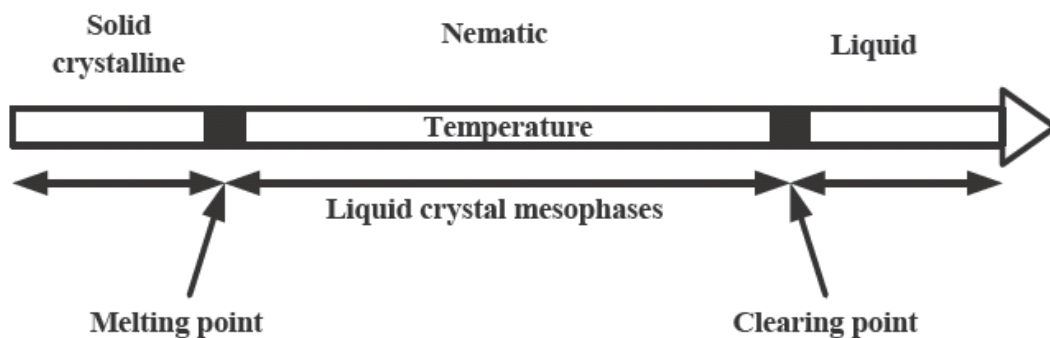 Solid
crystalline
Nematic
Liquid
Temperature
Liquid crystal mesophases
Melting point
Clearing point